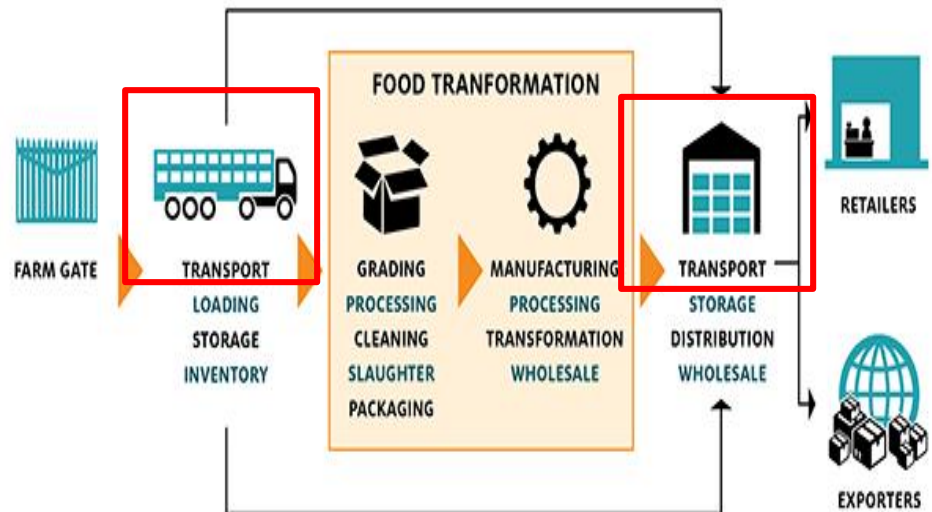 FOOD TRANFORMATION
FARM GATE
TRANSPORT
LOADING
STORAGE
INVENTORY
GRADING
PROCESSING
CLEANING
SLAUGHTER
PACKAGING
MANUFACTURING
PROCESSING
TRANSFORMATION
WHOLESALE
TRANSPORT
STORAGE
DISTRIBUTION
WHOLESALE
RETAILERS
EXPORTERS